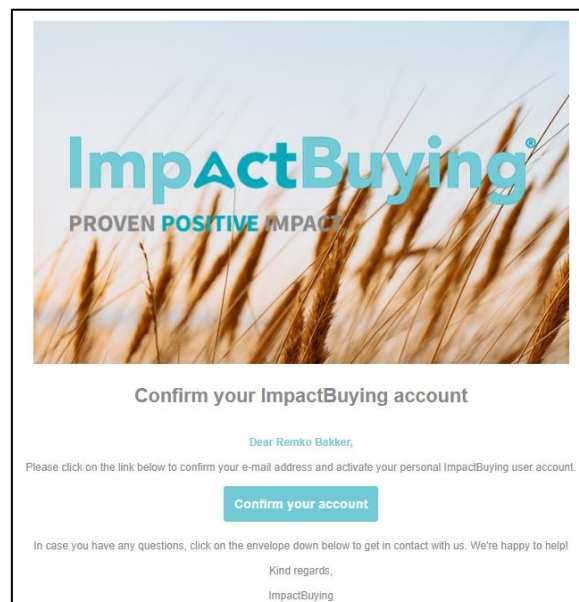 ImpactBuying®
PROVEN POSITIVE IMPACT
Confirm your ImpactBuying account
Dear Remko Bakker,
Please click on the link below to confirm your e-mail address and activate your personal ImpactBuying user account.
Confirm your account
In case you have any questions, click on the envelope down below to get in contact with us. We're happy to help!
Kind regards,
ImpactBuying